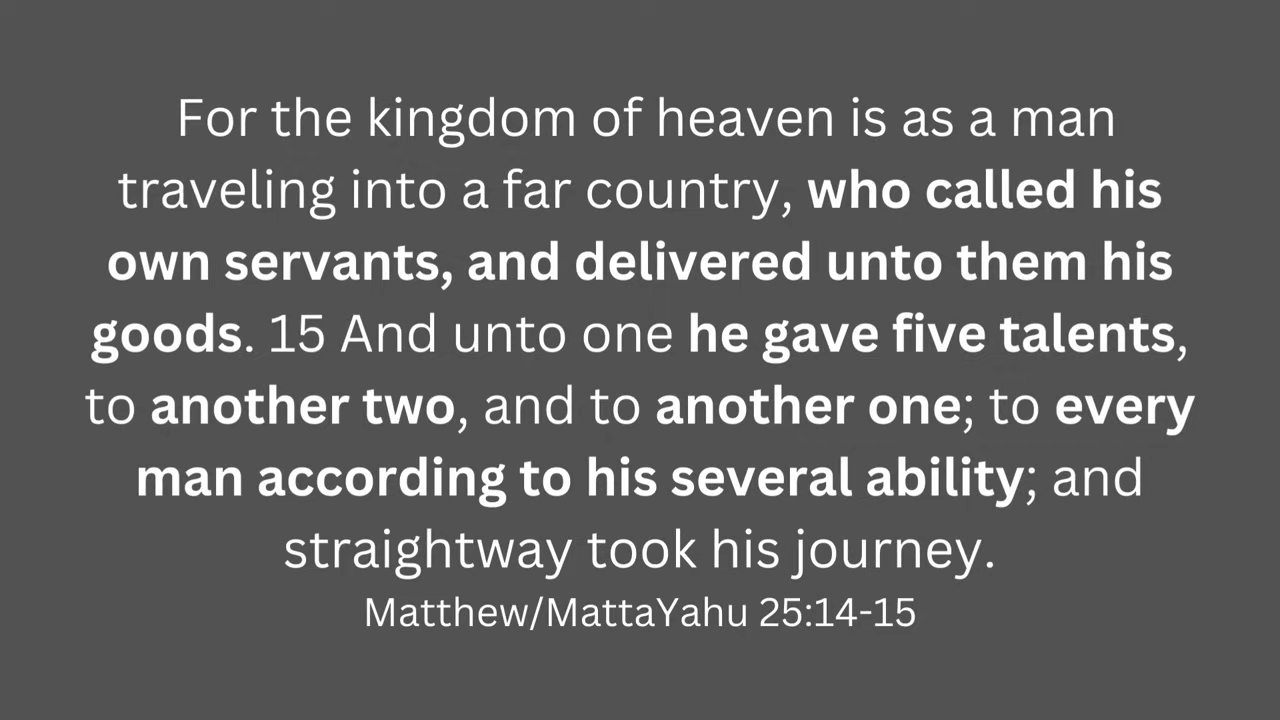 For the kingdom of heaven is as a man
traveling into a far country, who called his
own servants, and delivered unto them his
goods. 15 And unto one he gave five talents,
to another two, and to another one; to every
man according to his several ability; and
straightway took his journey.
Matthew/MattaYahu 25:14-15